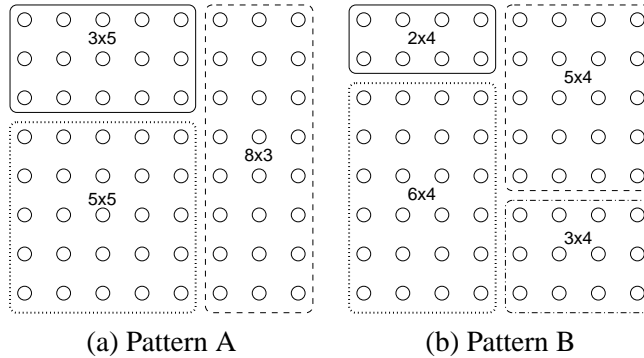 3x5
5x5
8x3
(a) Pattern A
2x4
5x4
6x4
3x4
(b) Pattern B